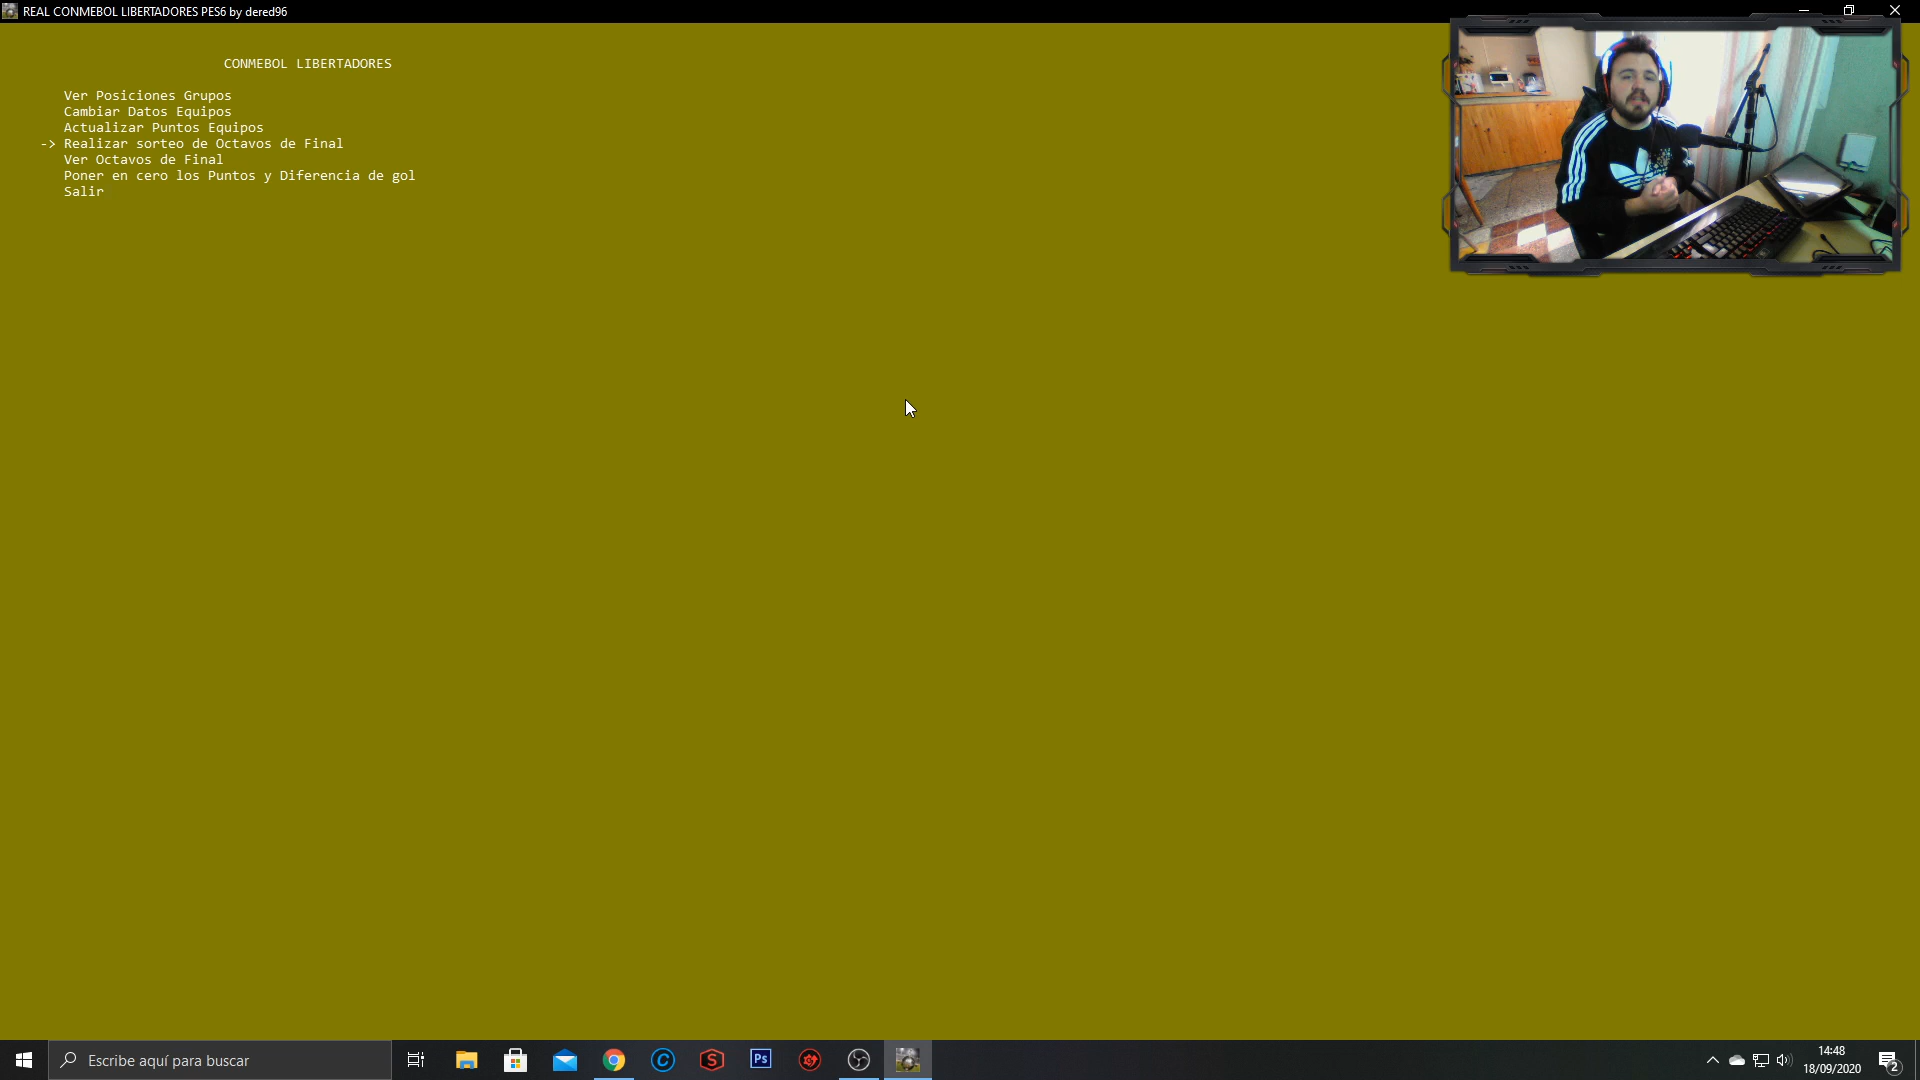 REAL CONMEBOL LIBERTADORES PES6 by dered96
CONMEBOL LIBERTADORES
Ver Posiciones Grupos
Cambiar Datos Equipos
Actualizar Puntos Equipos
-> Realizar sorteo de Octavos de Final
Ver Octavos de Final
Poner en cero los Puntos y Diferencia de gol
Salir
Escribe aquí para buscar
C
S
Ps
14:48
18/09/2020
2